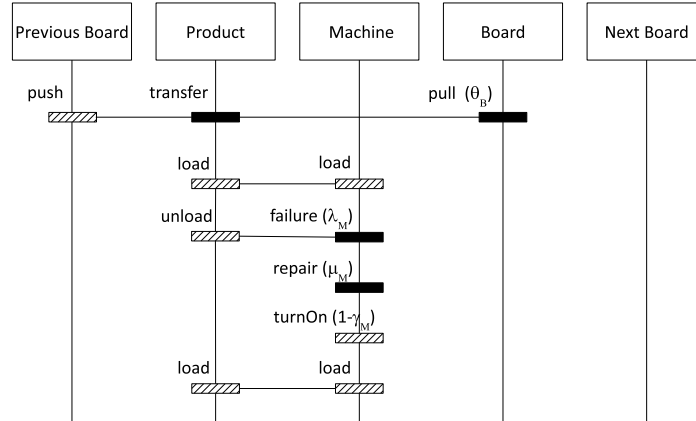 Previous Board Product Machine Board Next Board
push transfer pull (θB)
load load
unload failure (λM)
repair (μM)
turnOn (1-γM)
load load